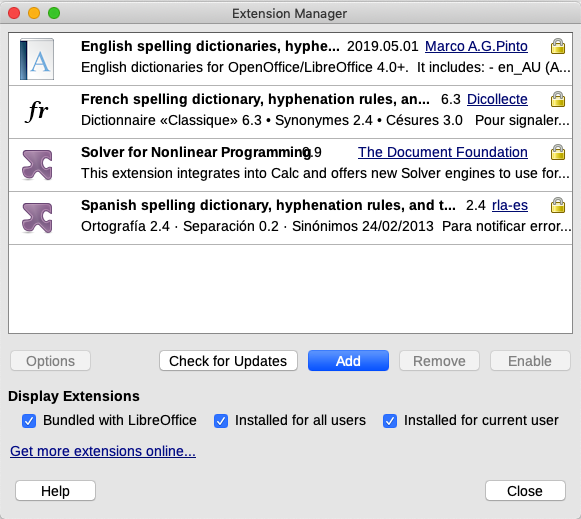 Extension Manager
English spelling dictionaries, hyphe... 2019.05.01 Marco A.G.Pinto
English dictionaries for OpenOffice/LibreOffice 4.0+. It includes: - en_AU (A...
French spelling dictionary, hyphenation rules, an... 6.3 Dicollecte
Dictionnaire «Classique» 6.3 • Synonymes 2.4 • Césures 3.0 Pour signaler...
Solver for Nonlinear Programming 0.9 The Document Foundation
This extension integrates into Calc and offers new Solver engines to use for...
Spanish spelling dictionary, hyphenation rules, and t... 2.4 rla-es
Ortografía 2.4 · Separación 0.2 · Sinónimos 24/02/2013 Para notificar error...
Options Check for Updates Add Remove Enable
Display Extensions
Bundled with LibreOffice Installed for all users Installed for current user
Get more extensions online...
Help Close